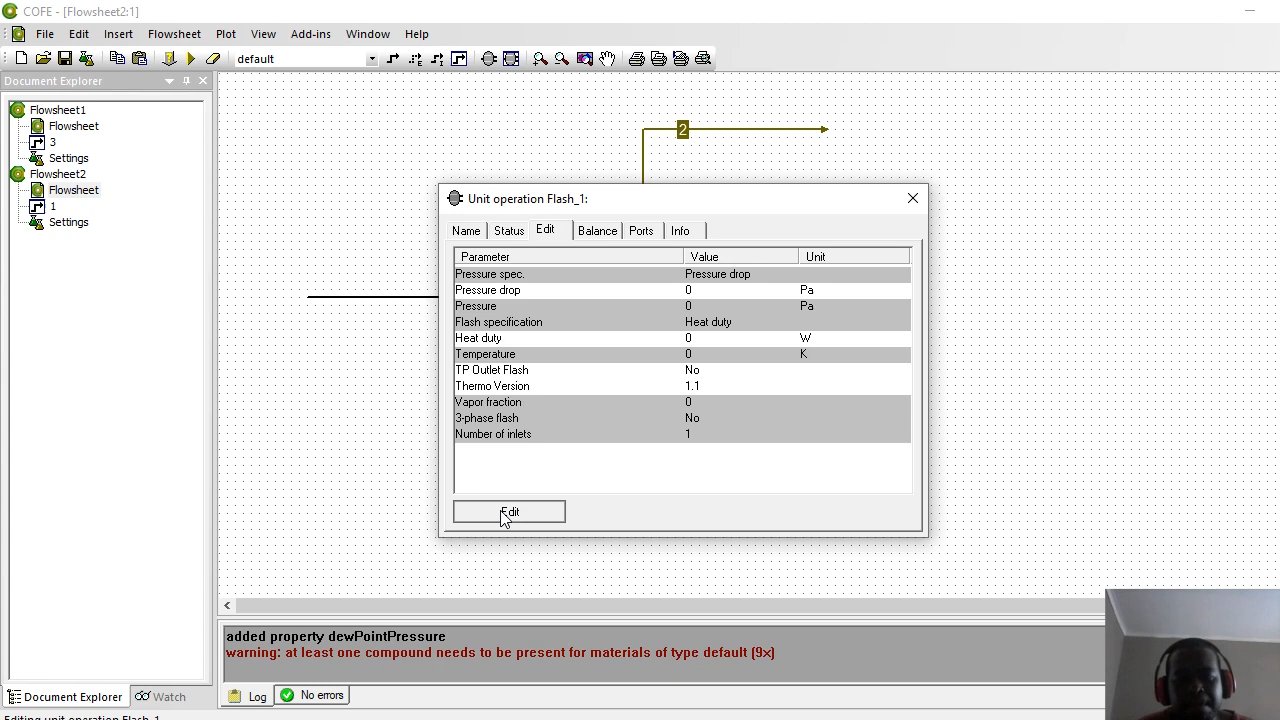 COFE - [Flowsheet2:1]
File Edit Insert Flowsheet Plot View Add-ins Window Help
default
Document Explorer
Flowsheet1
Flowsheet
3
Settings
Flowsheet2
Flowsheet
1
Settings
2
Unit operation Flash_1:
Name Status Edit Balance Ports Info
Parameter Value Unit
Pressure spec. Pressure drop
Pressure drop 0 Pa
Pressure 0 Pa
Flash specification Heat duty
Heat duty 0 W
Temperature 0 K
TP Outlet Flash No
Thermo Version 1.1
Vapor fraction 0
3-phase flash No
Number of inlets 1
Edit
added property dewPointPressure
warning: at least one compound needs to be present for materials of type default (9x)
Document Explorer Watch
Log No errors
Editing unit operation Flash_1